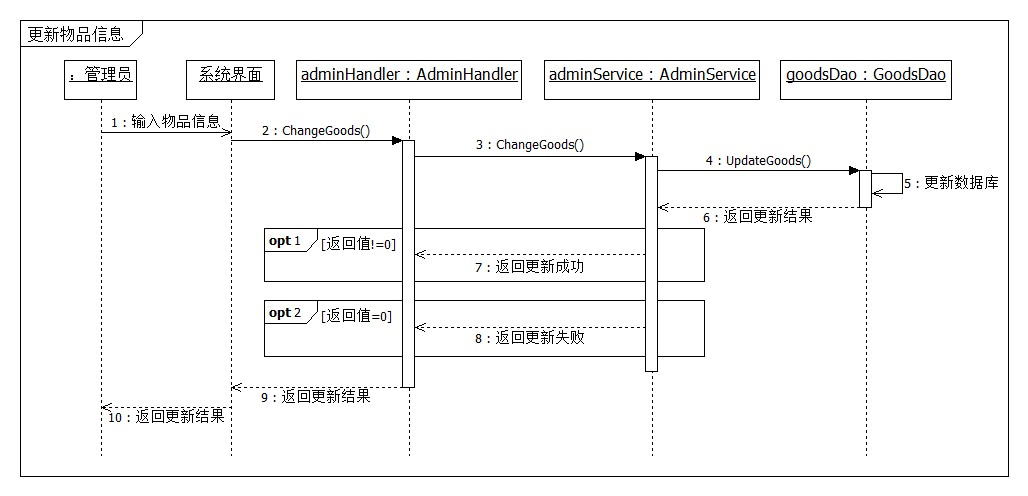 更新物品信息
：管理员
系统界面
adminHandler：AdminHandler
adminService：AdminService
goodsDao：GoodsDao
1：输入物品信息
2：ChangeGoods()
3：ChangeGoods()
4：UpdateGoods()
5：更新数据库
6：返回更新结果
opt 1 [返回值!=0]
7：返回更新成功
opt 2 [返回值=0]
8：返回更新失败
9：返回更新结果
10：返回更新结果